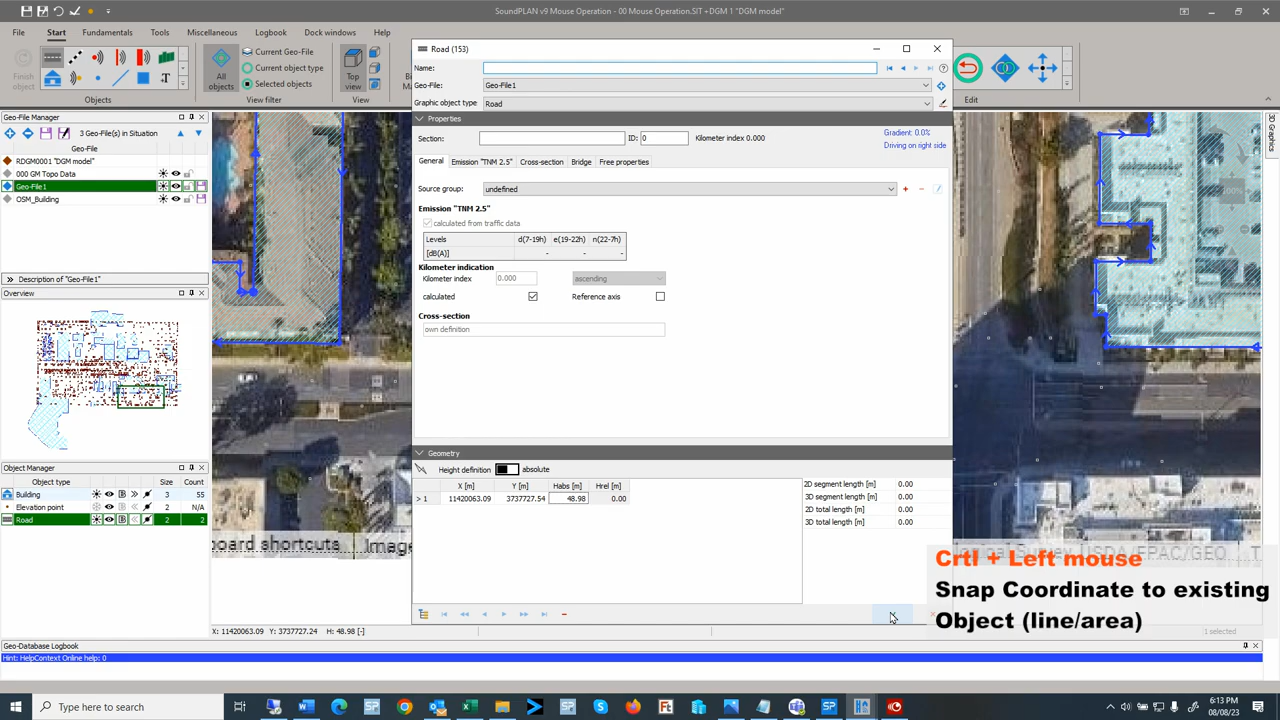 SoundPLAN v9 Mouse Operation - 00 Mouse Operation.SIT +DGM 1 "DGM model"
File Start Fundamentals Tools Miscellaneous Logbook Dock windows Help
Finish object
Objects
All objects
Current Geo-File
Current object type
Selected objects
View filter
Top view
View
Edit
Geo-File Manager
3 Geo-File(s) in Situation
Geo-File
RDGM0001 "DGM model"
000 GM Topo Data
Geo-File1
OSM_Building
Description of "Geo-File1"
Overview
Object Manager
Object type Visible Count
Building 3 55
Elevation point 2 N/A
Road 2 2
Road (153)
Name:
Geo-File: Geo-File1
Graphic object type: Road
Properties
Section: ID: 0 Kilometer index 0.000
Gradient: 0.0%
Driving on right side
General Emission "TNM 2.5" Cross-section Bridge Free properties
Source group: undefined
Emission "TNM 2.5"
calculated from traffic data
Levels d(7-19h) e(19-22h) n(22-7h)
[dB(A)] - - -
Kilometer indication
Kilometer index 0.000 ascending
calculated Reference axis
Cross-section
own definition
Geometry
Height definition absolute
X [m] Y [m] Habs [m] Hrel [m]
> 1 11420063.09 3737727.54 48.98 0.00
2D segment length [m] 0.00
3D segment length [m] 0.00
2D total length [m] 0.00
3D total length [m] 0.00
3D Graphics
100%
board shortcuts
Crtl + Left mouse
Snap Coordinate to existing
Object (line/area)
X: 11420063.09 Y: 3737727.24 H: 48.98 [-]
1 selected
Geo-Database Logbook
Hint: HelpContext Online help: 0
Type here to search
6:13 PM
08/08/23